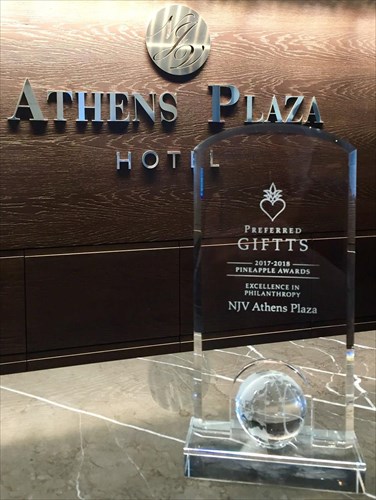 ATHENS PLAZA
HOTEL
PREFERRED
GIFTTS
2017-2018
PINEAPPLE AWARDS
EXCELLENCE IN
PHILANTHROPY
NJV Athens Plaza